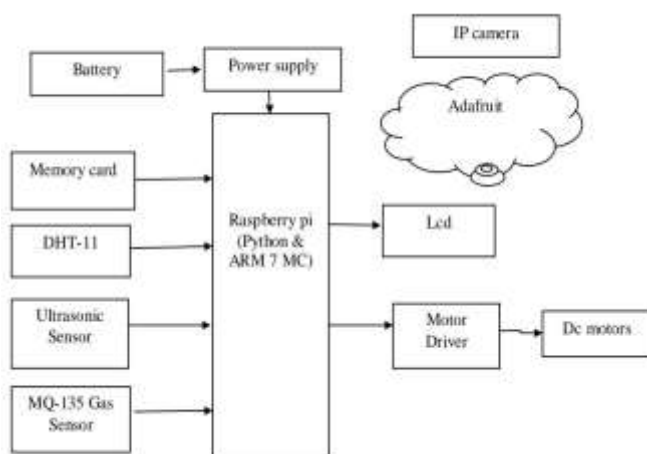 IP camera
Battery
Power supply
Adafruit
Memory card
Raspberry pi
(Python &
ARM 7 MC)
Lcd
DHT-11
Ultrasonic
Sensor
Motor
Driver
Dc motors
MQ-135 Gas
Sensor